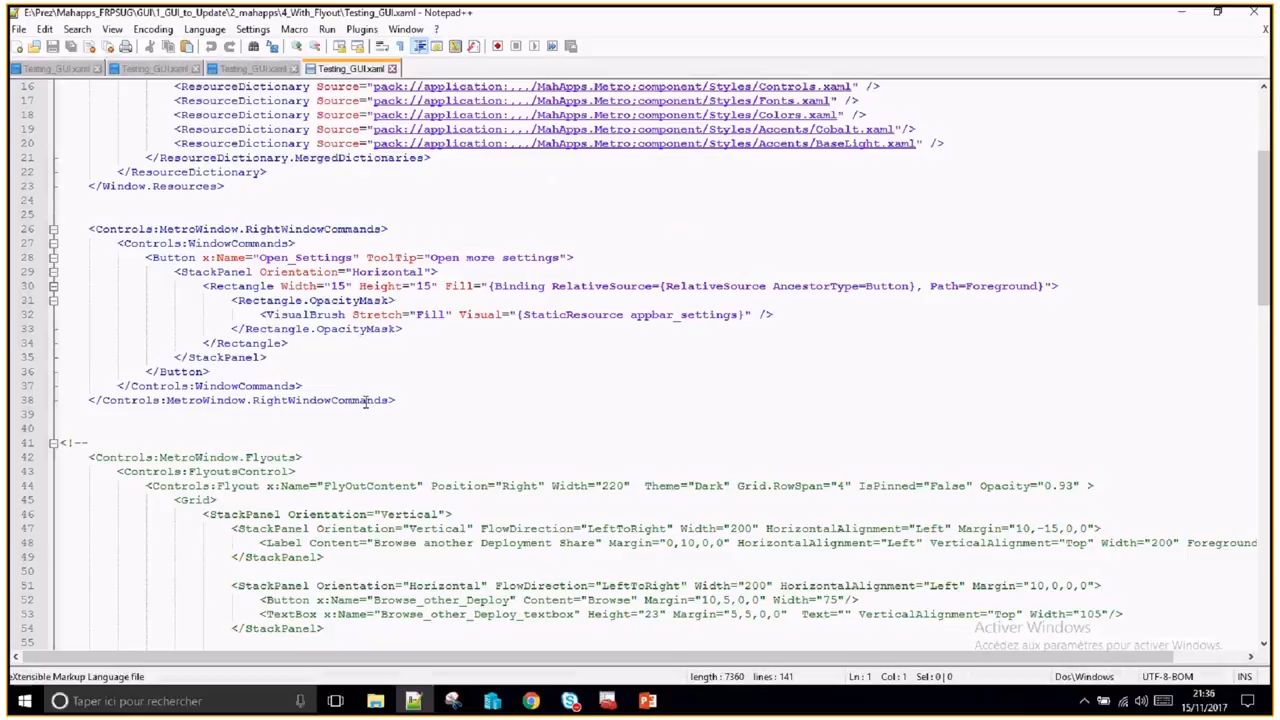 E:\Prez\Mahapps_FRPSUG\GUI\1_GUI_to_Update\2_mahapps\4_With_Flyout\Testing_GUI.xaml - Notepad++
File Edit Search View Encoding Language Settings Macro Run Plugins Window ? X
Testing_GUI.xaml Testing_GUI.xaml Testing_GUI.xaml Testing_GUI.xaml
16 <ResourceDictionary Source="pack://application:,,,/MahApps.Metro;component/Styles/Controls.xaml" />
17 <ResourceDictionary Source="pack://application:,,,/MahApps.Metro;component/Styles/Fonts.xaml" />
18 <ResourceDictionary Source="pack://application:,,,/MahApps.Metro;component/Styles/Colors.xaml" />
19 <ResourceDictionary Source="pack://application:,,,/MahApps.Metro;component/Styles/Accents/Cobalt.xaml"/>
20 <ResourceDictionary Source="pack://application:,,,/MahApps.Metro;component/Styles/Accents/BaseLight.xaml" />
21 </ResourceDictionary.MergedDictionaries>
22 </ResourceDictionary>
23 </Window.Resources>
24
25
26 <Controls:MetroWindow.RightWindowCommands>
27 <Controls:WindowCommands>
28 <Button x:Name="Open_Settings" ToolTip="Open more settings">
29 <StackPanel Orientation="Horizontal">
30 <Rectangle Width="15" Height="15" Fill="{Binding RelativeSource={RelativeSource AncestorType=Button}, Path=Foreground}">
31 <Rectangle.OpacityMask>
32 <VisualBrush Stretch="Fill" Visual="{StaticResource appbar_settings}" />
33 </Rectangle.OpacityMask>
34 </Rectangle>
35 </StackPanel>
36 </Button>
37 </Controls:WindowCommands>
38 </Controls:MetroWindow.RightWindowCommands>
39
40
41 <!--
42 <Controls:MetroWindow.Flyouts>
43 <Controls:FlyoutsControl>
44 <Controls:Flyout x:Name="FlyOutContent" Position="Right" Width="220" Theme="Dark" Grid.RowSpan="4" IsPinned="False" Opacity="0.93" >
45 <Grid>
46 <StackPanel Orientation="Vertical">
47 <StackPanel Orientation="Vertical" FlowDirection="LeftToRight" Width="200" HorizontalAlignment="Left" Margin="10,-15,0,0">
48 <Label Content="Browse another Deployment Share" Margin="0,10,0,0" HorizontalAlignment="Left" VerticalAlignment="Top" Width="200" Foreground
49 </StackPanel>
50
51 <StackPanel Orientation="Horizontal" FlowDirection="LeftToRight" Width="200" HorizontalAlignment="Left" Margin="10,0,0,0">
52 <Button x:Name="Browse_other_Deploy" Content="Browse" Margin="10,5,0,0" Width="75"/>
53 <TextBox x:Name="Browse_other_Deploy_textbox" Height="23" Margin="5,5,0,0" Text="" VerticalAlignment="Top" Width="105"/>
54 </StackPanel>
55
Activer Windows
Accédez aux paramètres pour activer Windows.
eXtensible Markup Language file length : 7360 lines : 141 Ln : 1 Col : 1 Sel : 0 | 0 Dos\Windows UTF-8-BOM INS
Taper ici pour rechercher
21:36
15/11/2017